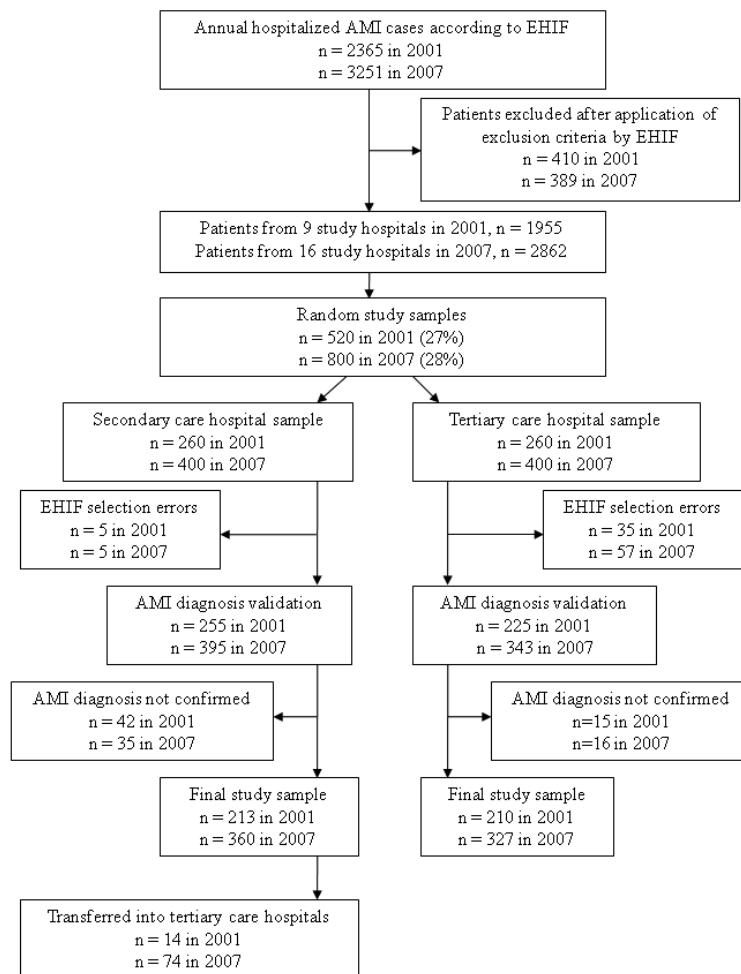 Annual hospitalized AMI cases according to EHIF
n = 2365 in 2001
n = 3251 in 2007
Patients excluded after application of
exclusion criteria by EHIF
n = 410 in 2001
n = 389 in 2007
Patients from 9 study hospitals in 2001, n = 1955
Patients from 16 study hospitals in 2007, n = 2862
Random study samples
n = 520 in 2001 (27%)
n = 800 in 2007 (28%)
Secondary care hospital sample
n = 260 in 2001
n = 400 in 2007
Tertiary care hospital sample
n = 260 in 2001
n = 400 in 2007
EHIF selection errors
n = 5 in 2001
n = 5 in 2007
EHIF selection errors
n = 35 in 2001
n = 57 in 2007
AMI diagnosis validation
n = 255 in 2001
n = 395 in 2007
AMI diagnosis validation
n = 225 in 2001
n = 343 in 2007
AMI diagnosis not confirmed
n = 42 in 2001
n = 35 in 2007
AMI diagnosis not confirmed
n=15 in 2001
n=16 in 2007
Final study sample
n = 213 in 2001
n = 360 in 2007
Final study sample
n = 210 in 2001
n = 327 in 2007
Transferred into tertiary care hospitals
n = 14 in 2001
n = 74 in 2007